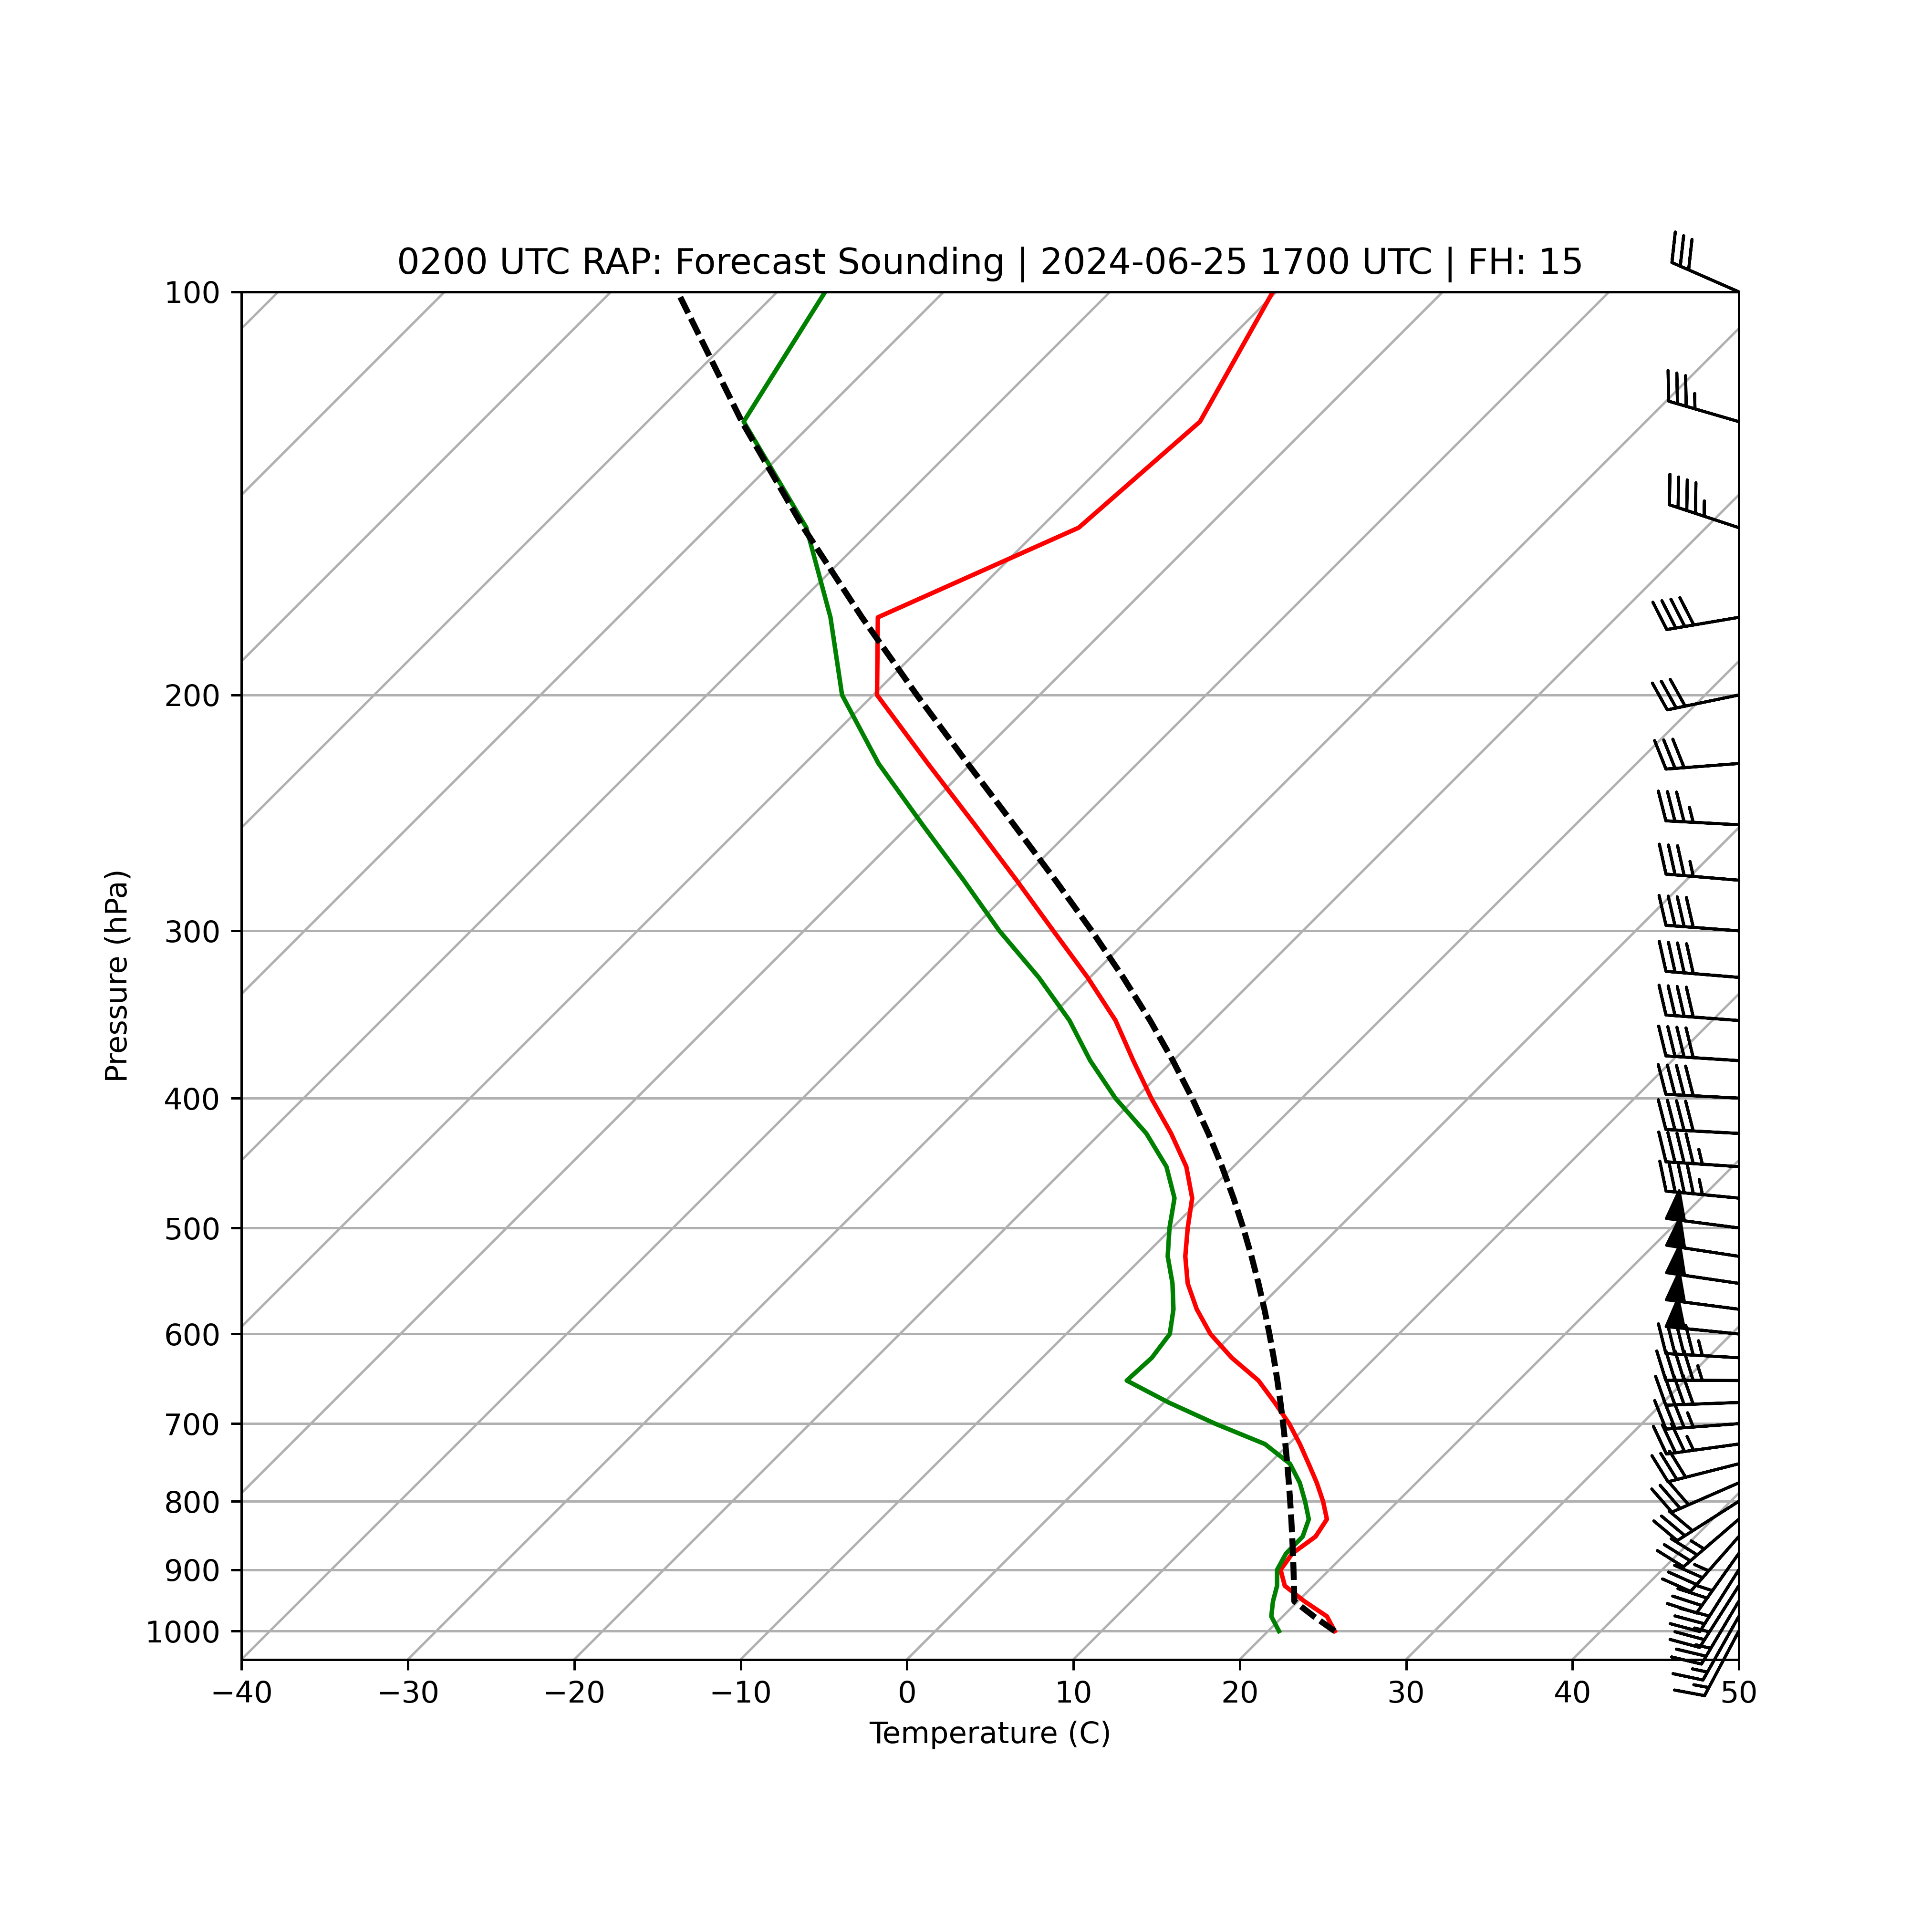 0200 UTC RAP: Forecast Sounding | 2024-06-25 1700 UTC | FH: 15
100
200
300
400
500
600
700
800
900
1000
Pressure (hPa)
−40 −30 −20 −10 0 10 20 30 40 50
Temperature (C)